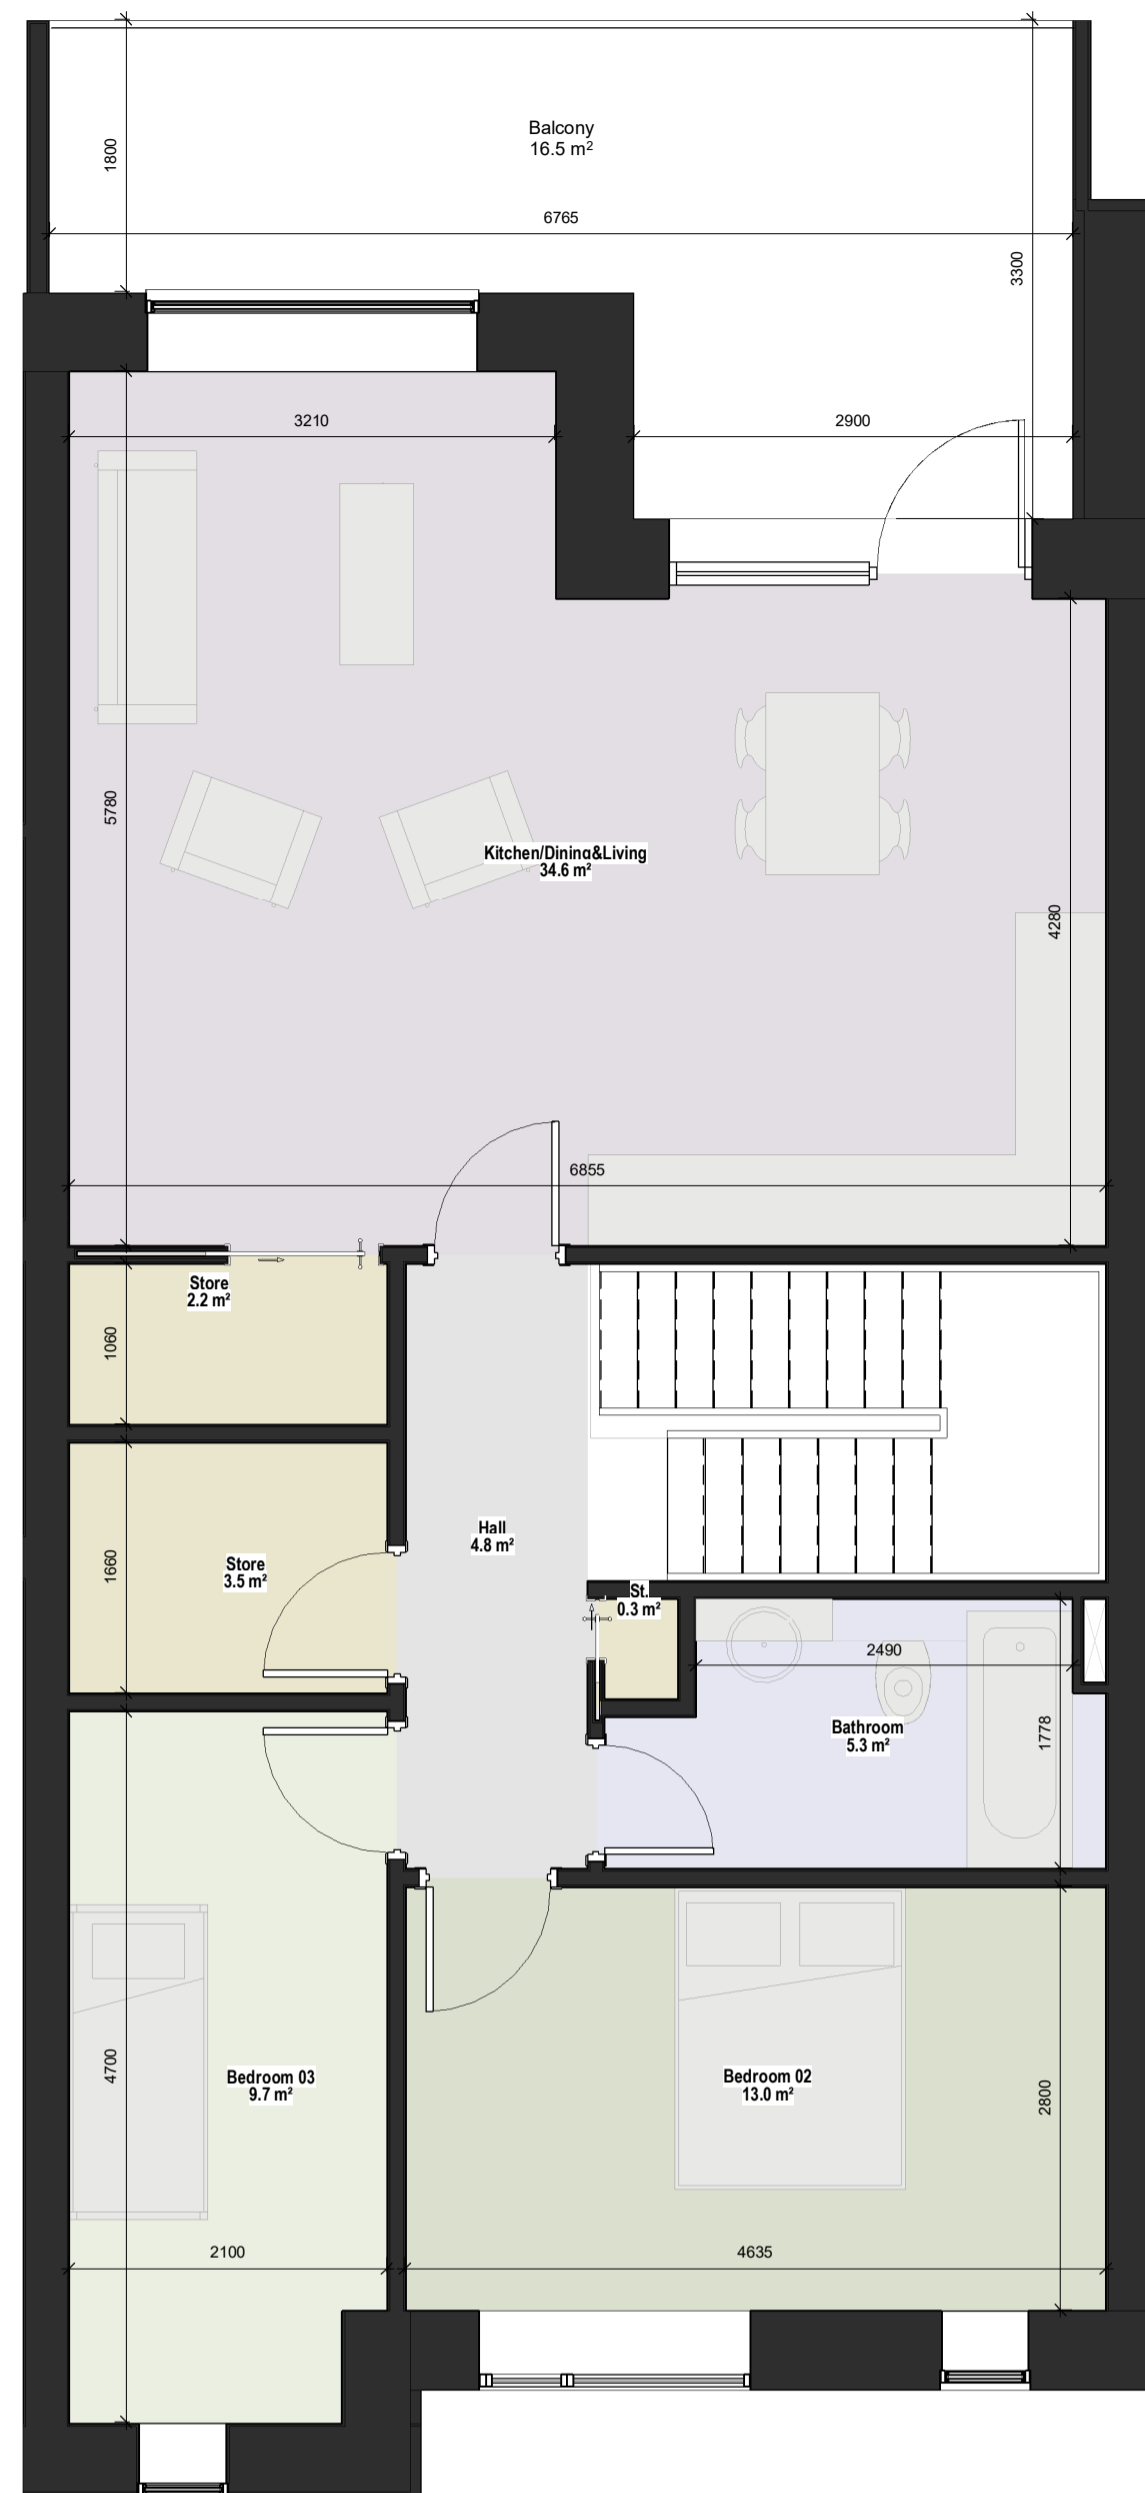 Balcony
16.5 m²
1800
6765
3300
3210
2900
5780
Kitchen/Dining&Living
34.6 m²
4280
6855
Store
2.2 m²
1060
Hall
4.8 m²
Store
3.5 m²
1660
St.
0.3 m²
2490
Bathroom
5.3 m²
1778
4700
Bedroom 03
9.7 m²
Bedroom 02
13.0 m²
2800
2100
4635